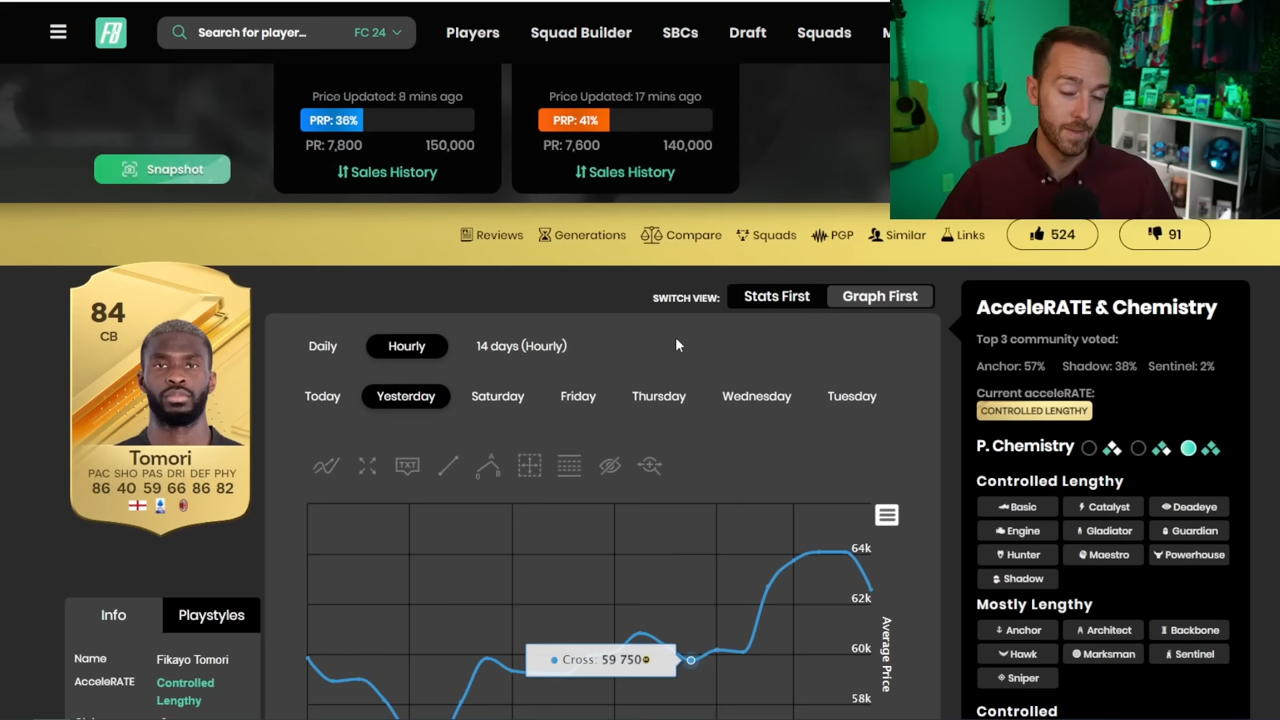 FB
Search for player...
FC 24
Players
Squad Builder
SBCs
Draft
Squads
Price Updated: 8 mins ago
PRP: 36%
PR: 7,800
150,000
Sales History
Price Updated: 17 mins ago
PRP: 41%
PR: 7,600
140,000
Sales History
Snapshot
Reviews
Generations
Compare
Squads
PGP
Similar
Links
524
91
84
CB
Tomori
PAC SHO PAS DRI DEF PHY
86 40 59 66 86 82
SWITCH VIEW:
Stats First
Graph First
Daily
Hourly
14 days (Hourly)
Today
Yesterday
Saturday
Friday
Thursday
Wednesday
Tuesday
TXT
64k
62k
60k
58k
Average Price
Cross: 59 750
Info
Playstyles
Name
Fikayo Tomori
AcceleRATE
Controlled
Lengthy
AcceleRATE & Chemistry
Top 3 community voted:
Anchor: 57%
Shadow: 38%
Sentinel: 2%
Current acceleRATE:
CONTROLLED LENGTHY
P. Chemistry
Controlled Lengthy
Basic
Catalyst
Deadeye
Engine
Gladiator
Guardian
Hunter
Maestro
Powerhouse
Shadow
Mostly Lengthy
Anchor
Architect
Backbone
Hawk
Marksman
Sentinel
Sniper
Controlled